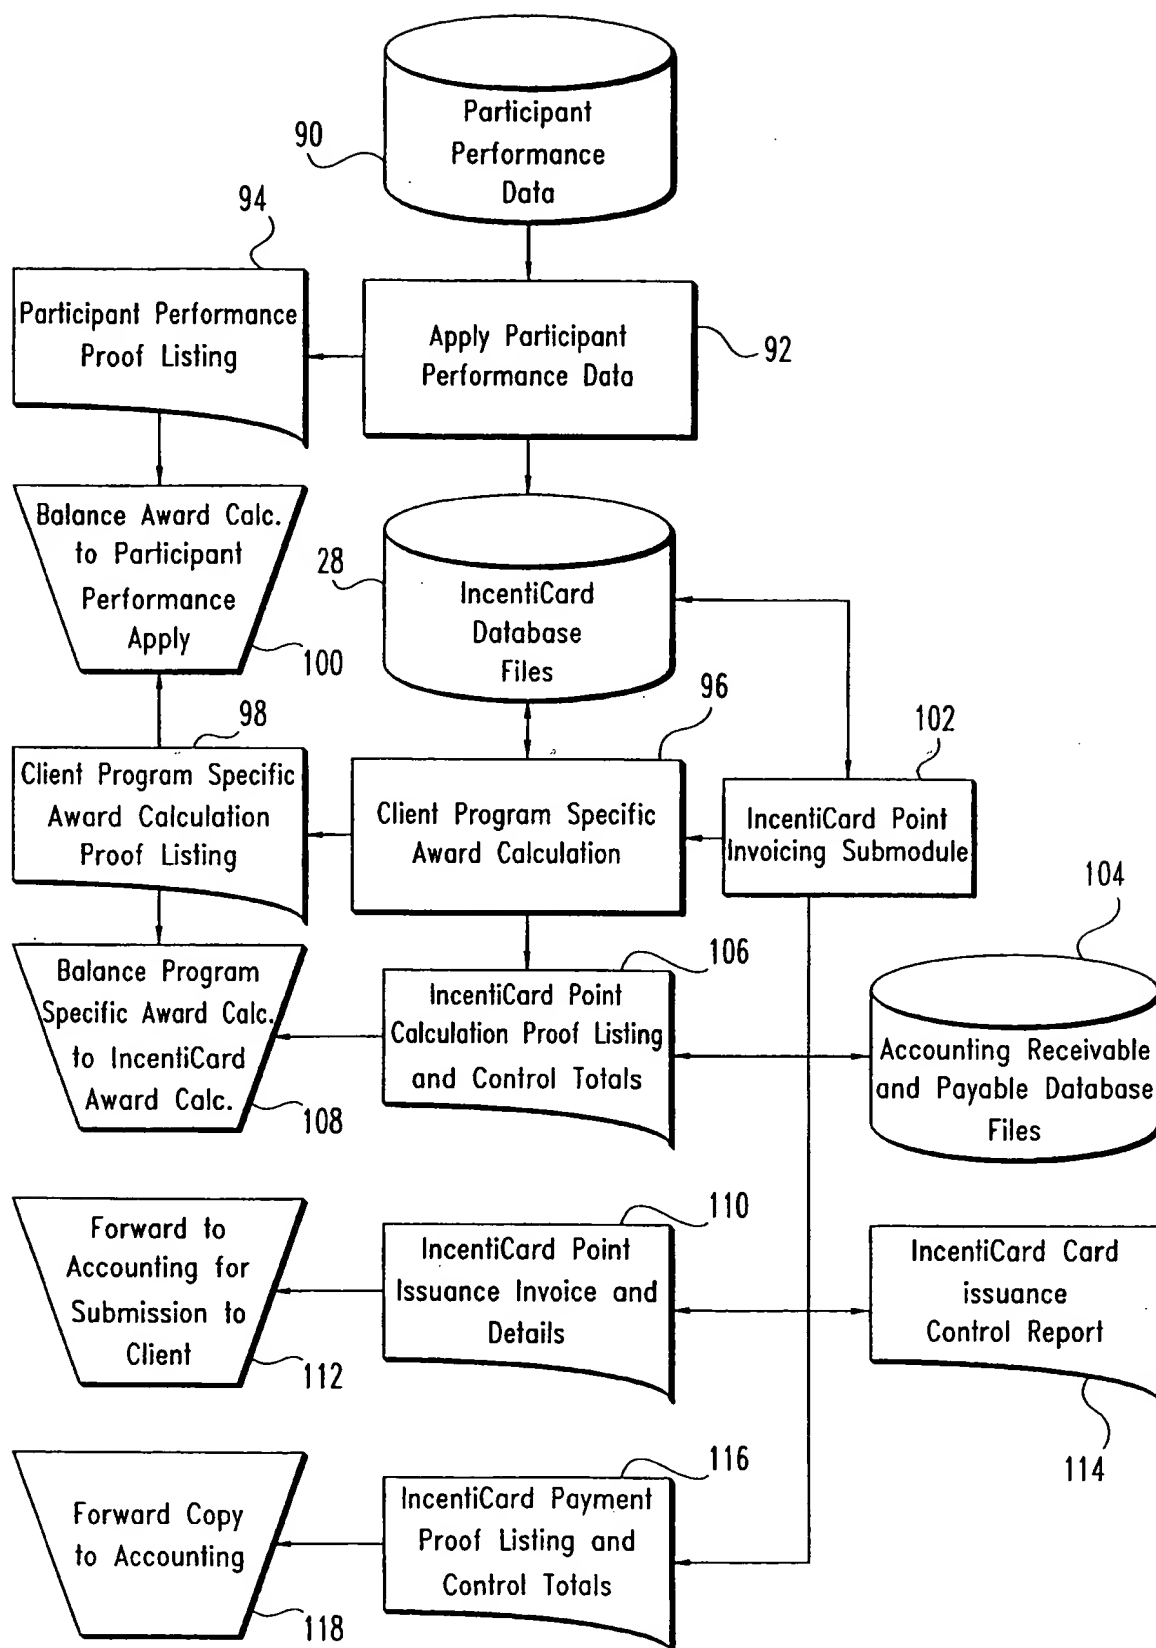 Participant
Performance
Data
90
94
Participant Performance
Proof Listing
Apply Participant
Performance Data
92
Balance Award Calc.
to Participant
Performance
Apply
100
28
IncentiCard
Database
Files
98
96
102
Client Program Specific
Award Calculation
Proof Listing
Client Program Specific
Award Calculation
IncentiCard Point
Invoicing Submodule
104
Balance Program
Specific Award Calc.
to IncentiCard
Award Calc.
108
106
IncentiCard Point
Calculation Proof Listing
and Control Totals
Accounting Receivable
and Payable Database
Files
110
Forward to
Accounting for
Submission to
Client
112
IncentiCard Point
Issuance Invoice and
Details
IncentiCard Card
issuance
Control Report
114
116
Forward Copy
to Accounting
118
IncentiCard Payment
Proof Listing and
Control Totals